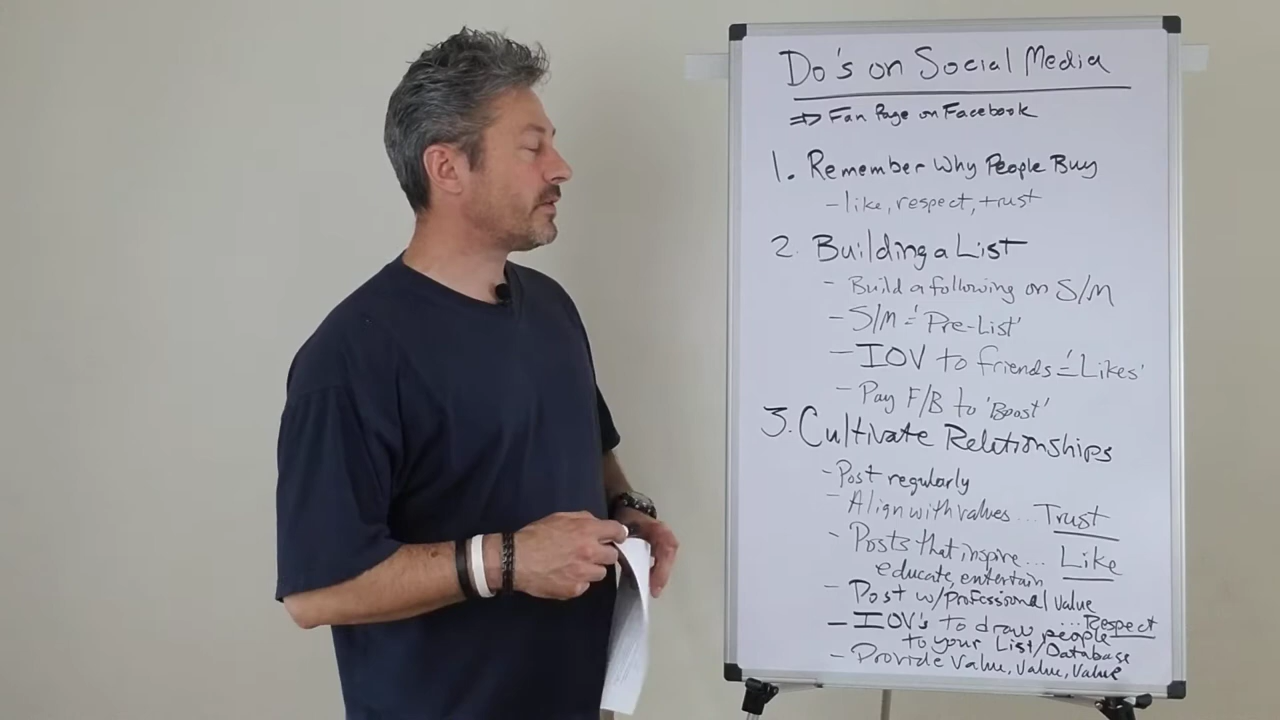 Do's on Social Media
⇒ Fan Page on Facebook
1. Remember Why People Buy
- like, respect, trust
2. Building a List
- Build a following on S/M
- S/M = 'Pre-List'
- IOV to friends = 'Likes'
- Pay F/B to 'Boost'
3. Cultivate Relationships
- Post regularly
- Align with values... Trust
- Posts that inspire... Like
educate, entertain
- Post w/professional value
...Respect
- IOV's to draw people
to your List/Database
- Provide Value, Value, Value